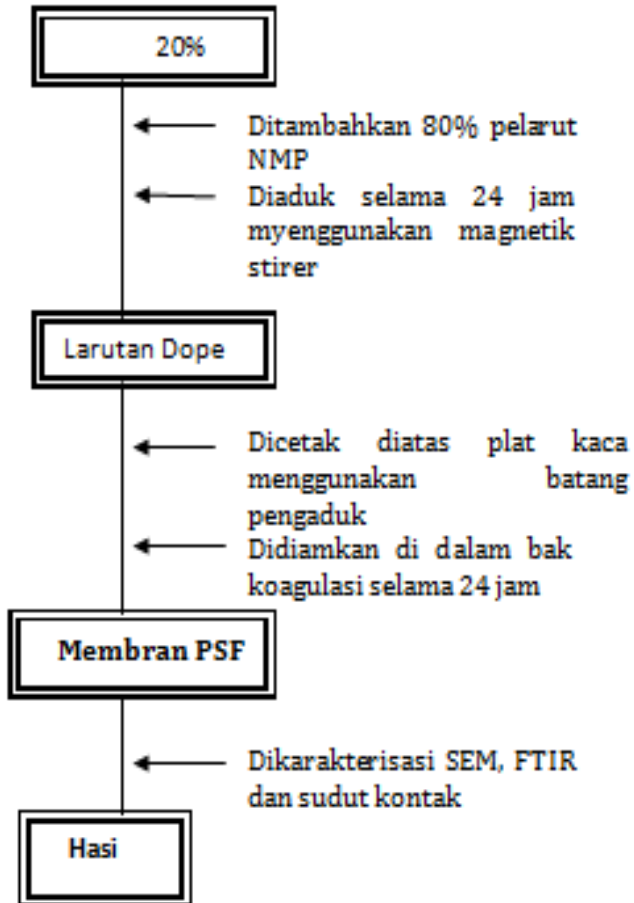 20%
Ditambahkan 80% pelarut
NMP
Diaduk selama 24 jam
myenggunakan magnetik
stirer
Larutan Dope
Dicetak diatas plat kaca
menggunakan batang
pengaduk
Didiamkan di dalam bak
koagulasi selama 24 jam
Membran PSF
Dikarakterisasi SEM, FTIR
dan sudut kontak
Hasi